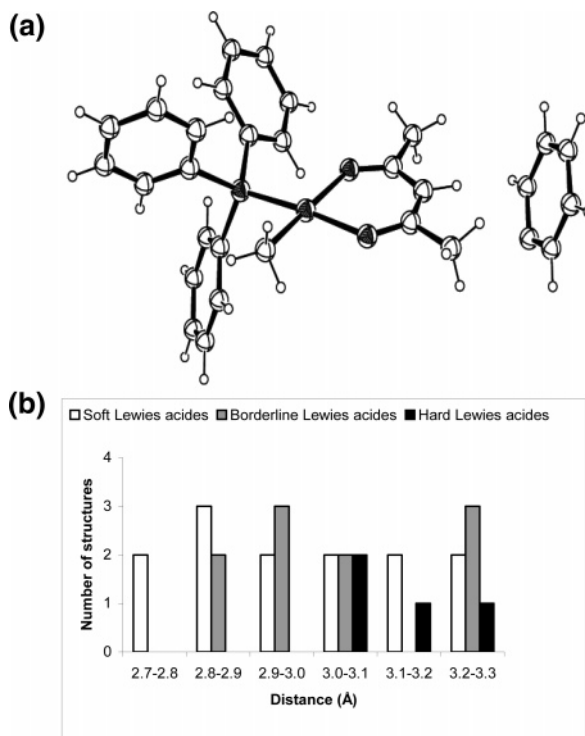 (a)
(b)
Soft Lewies acides Borderline Lewies acides Hard Lewies acides
Number of structures
4
3
2
1
0
2.7-2.8 2.8-2.9 2.9-3.0 3.0-3.1 3.1-3.2 3.2-3.3
Distance (Å)